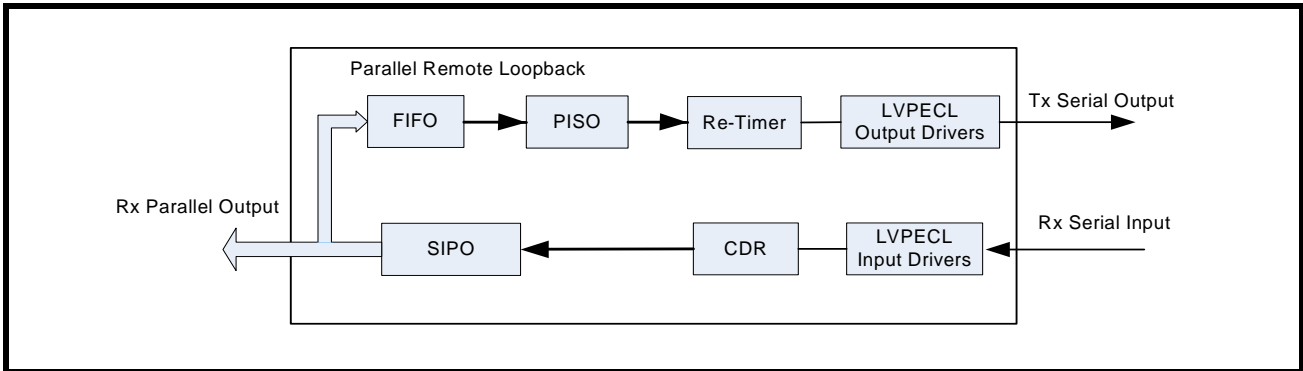 Parallel Remote Loopback
FIFO
PISO
Re-Timer
LVPECL
Output Drivers
Tx Serial Output
Rx Parallel Output
SIPO
CDR
LVPECL
Input Drivers
Rx Serial Input